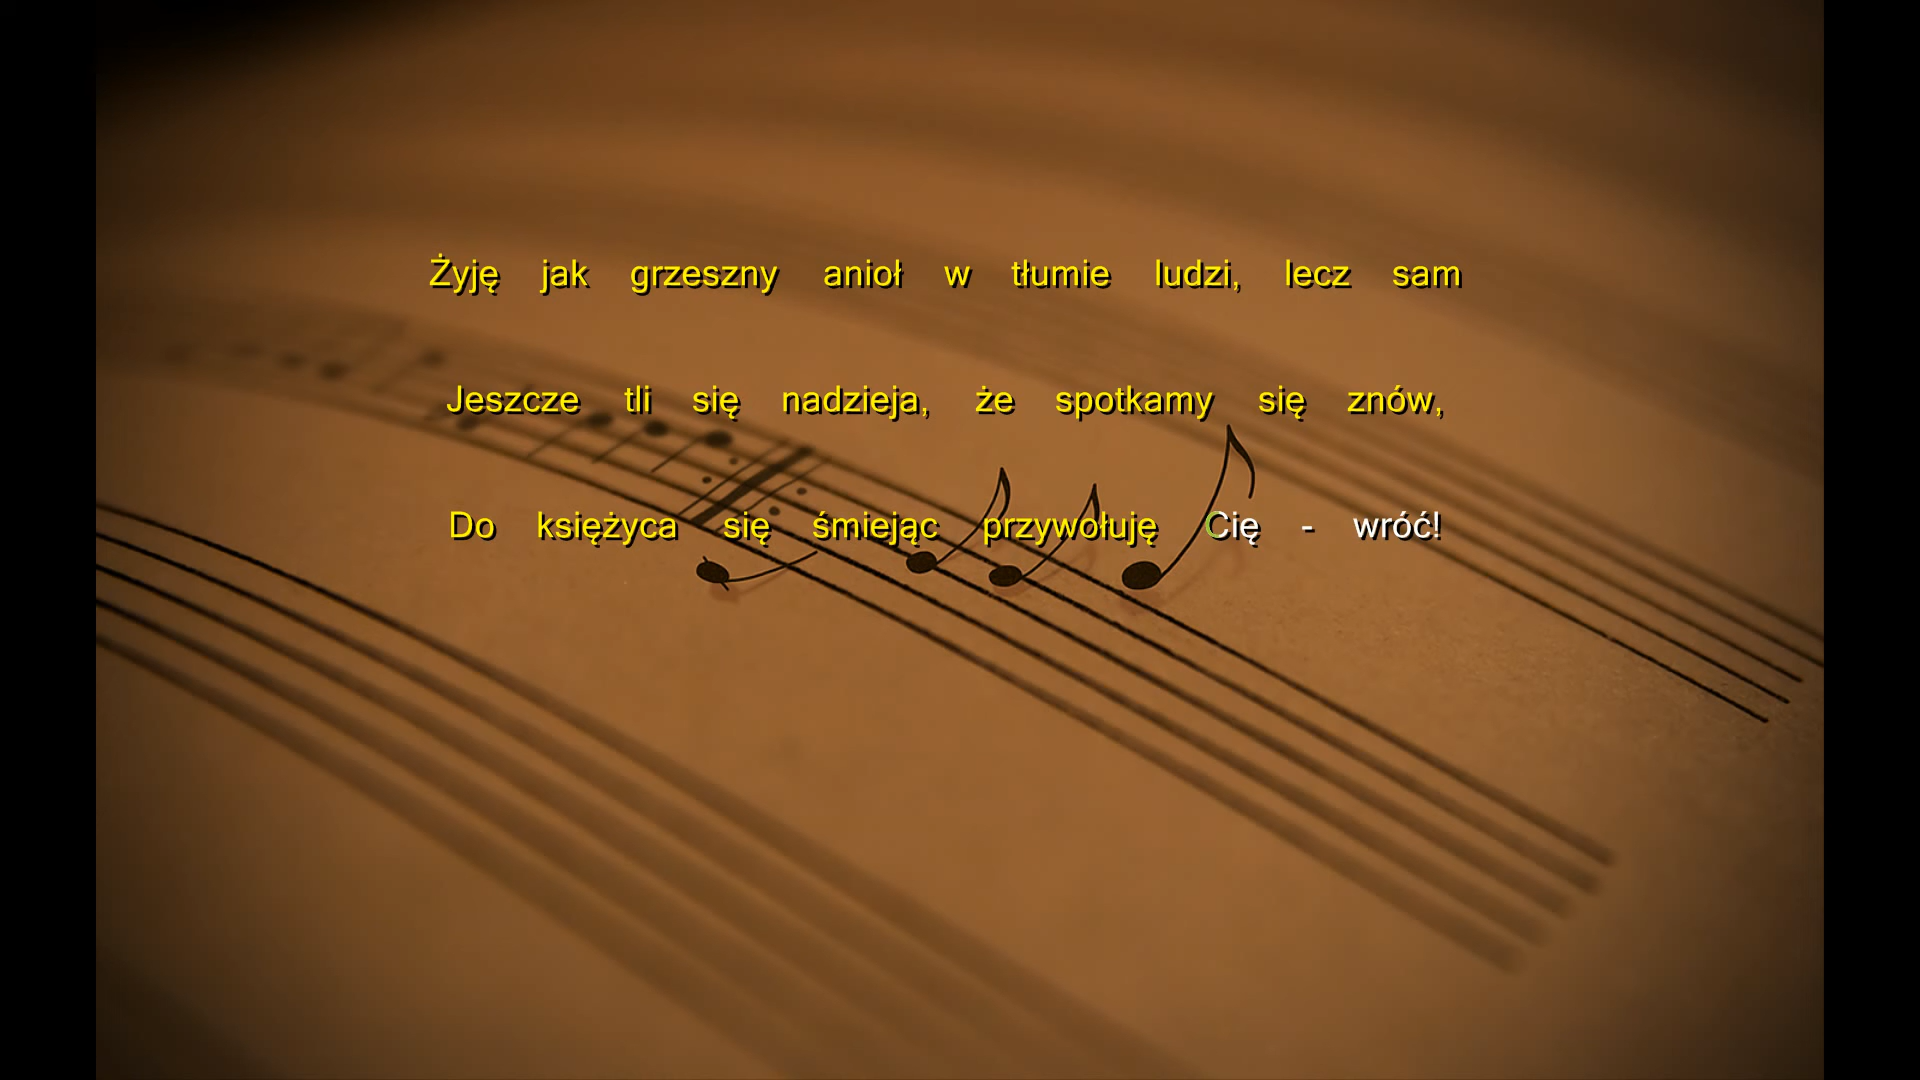 Żyję jak grzeszny anioł w tłumie ludzi, lecz sam
Jeszcze tli się nadzieja, że spotkamy się znów,
Do księżyca się śmiejąc przywołuję Cię - wróć!